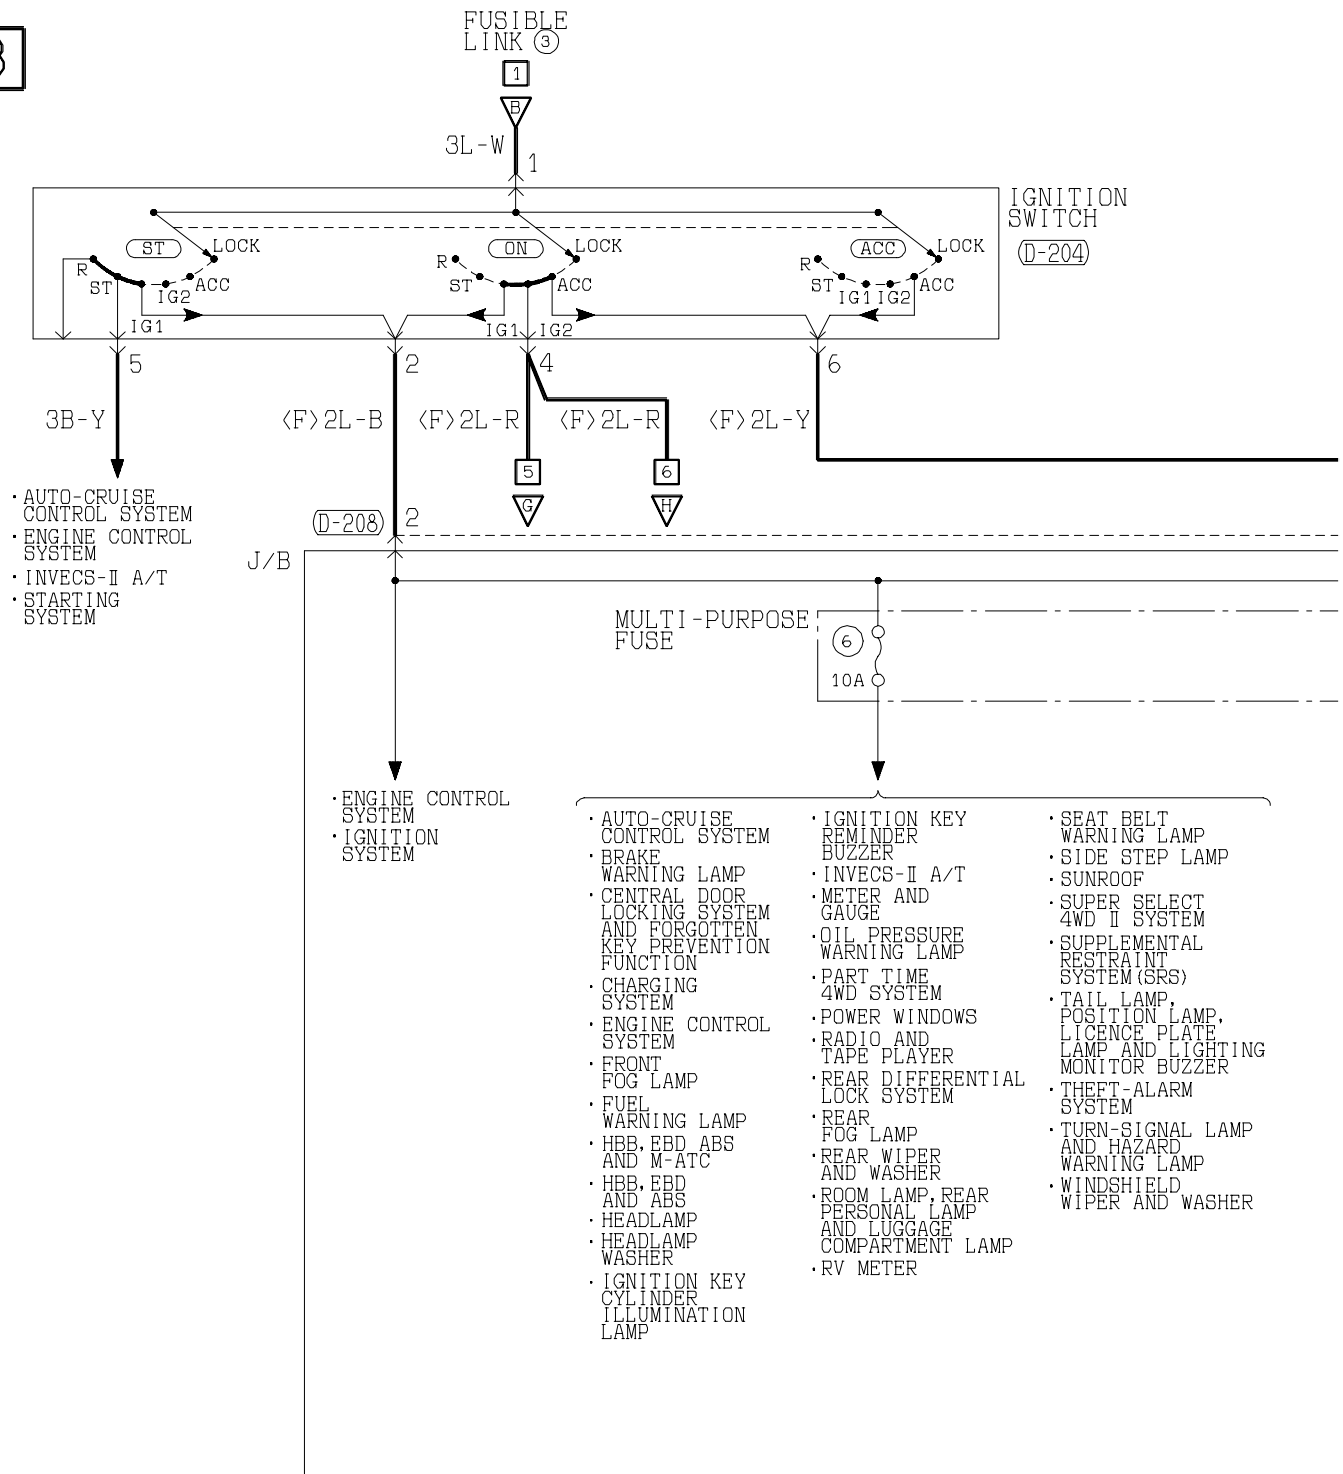 FUSIBLE
LINK ③
1
B
3L-W
1
IGNITION
SWITCH
(D-204)
ST
LOCK
R
ST
IG1
IG2
ACC
ON
LOCK
R
ST
IG1
IG2
ACC
ACC
LOCK
R
ST
IG1
IG2
ACC
5
2
4
6
3B-Y
<F>2L-B
<F>2L-R
<F>2L-R
<F>2L-Y
5
6
G
H
· AUTO-CRUISE
CONTROL SYSTEM
· ENGINE CONTROL
SYSTEM
· INVECS-Ⅱ A/T
· STARTING
SYSTEM
(D-208)
2
J/B
MULTI-PURPOSE
FUSE
6
10A
· ENGINE CONTROL
SYSTEM
· IGNITION
SYSTEM
· AUTO-CRUISE
CONTROL SYSTEM
· BRAKE
WARNING LAMP
· CENTRAL DOOR
LOCKING SYSTEM
AND FORGOTTEN
KEY PREVENTION
FUNCTION
· CHARGING
SYSTEM
· ENGINE CONTROL
SYSTEM
· FRONT
FOG LAMP
· FUEL
WARNING LAMP
· HBB, EBD ABS
AND M-ATC
· HBB, EBD
AND ABS
· HEADLAMP
· HEADLAMP
WASHER
· IGNITION KEY
CYLINDER
ILLUMINATION
LAMP
· IGNITION KEY
REMINDER
BUZZER
· INVECS-Ⅱ A/T
· METER AND
GAUGE
· OIL PRESSURE
WARNING LAMP
· PART TIME
4WD SYSTEM
· POWER WINDOWS
· RADIO AND
TAPE PLAYER
· REAR DIFFERENTIAL
LOCK SYSTEM
· REAR
FOG LAMP
· REAR WIPER
AND WASHER
· ROOM LAMP, REAR
PERSONAL LAMP
AND LUGGAGE
COMPARTMENT LAMP
· RV METER
· SEAT BELT
WARNING LAMP
· SIDE STEP LAMP
· SUNROOF
· SUPER SELECT
4WD Ⅱ SYSTEM
· SUPPLEMENTAL
RESTRAINT
SYSTEM(SRS)
· TAIL LAMP,
POSITION LAMP,
LICENCE PLATE
LAMP AND LIGHTING
MONITOR BUZZER
· THEFT-ALARM
SYSTEM
· TURN-SIGNAL LAMP
AND HAZARD
WARNING LAMP
· WINDSHIELD
WIPER AND WASHER